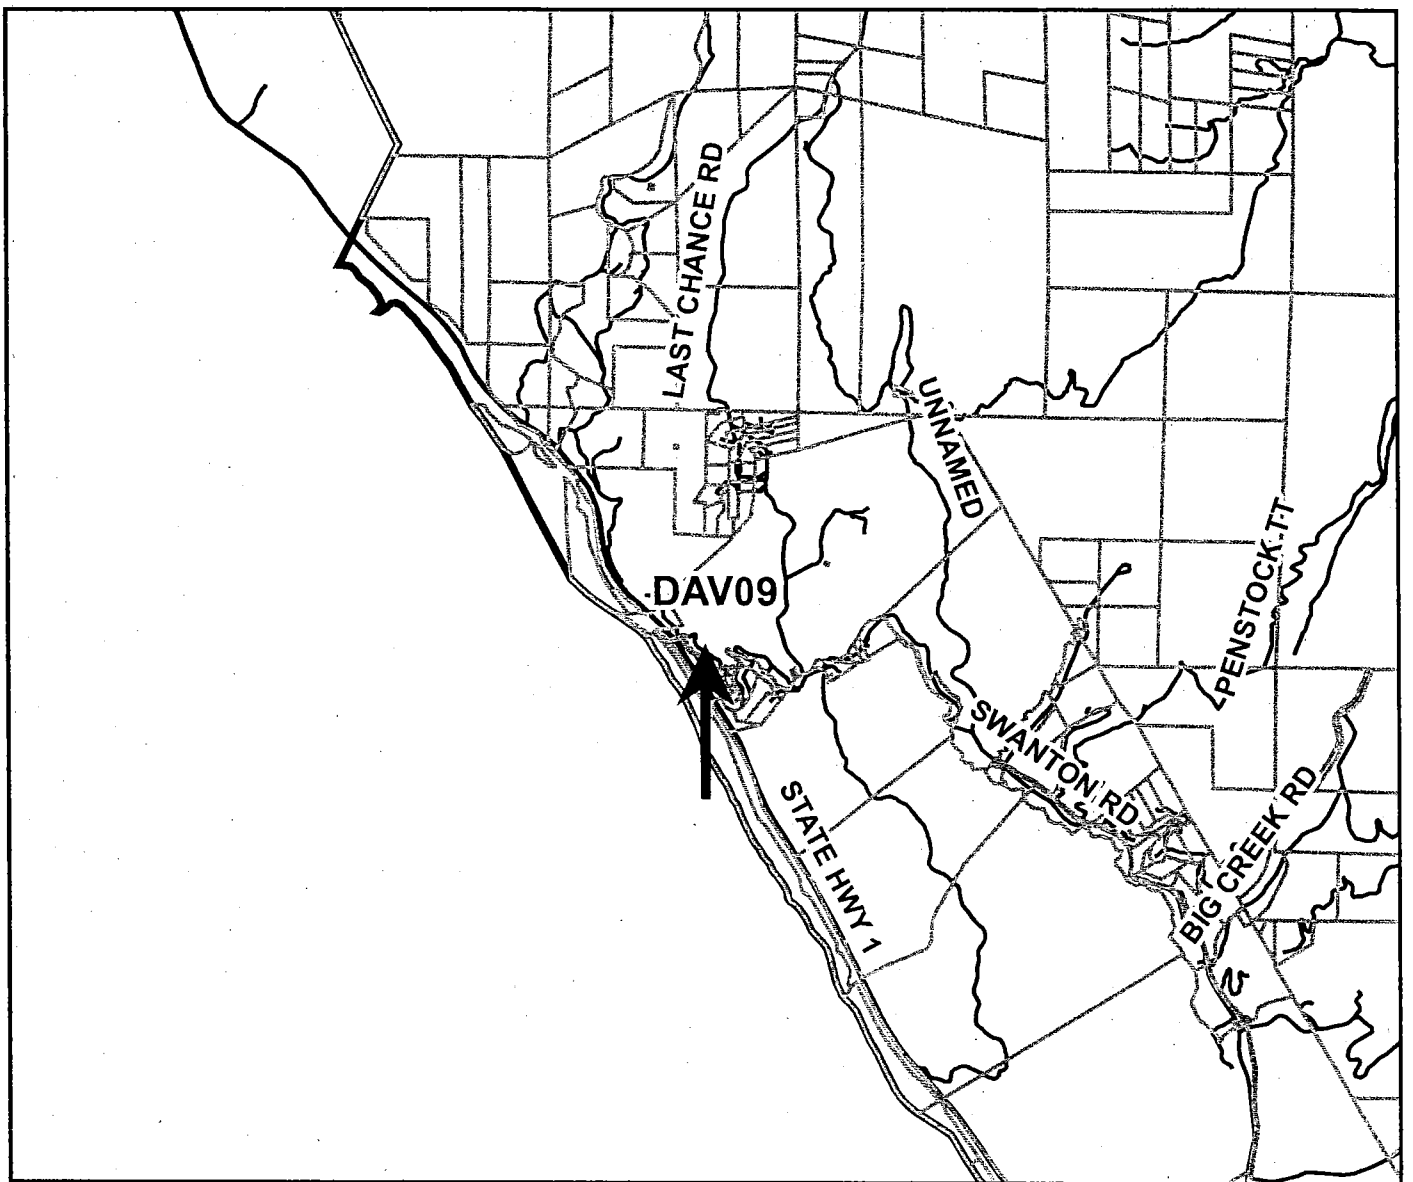 LAST CHANCE RD
UNNAMED
PENSTOCK T-T
DAV09
SWANTON RD
STATE HWY 1
BIG CREEK RD